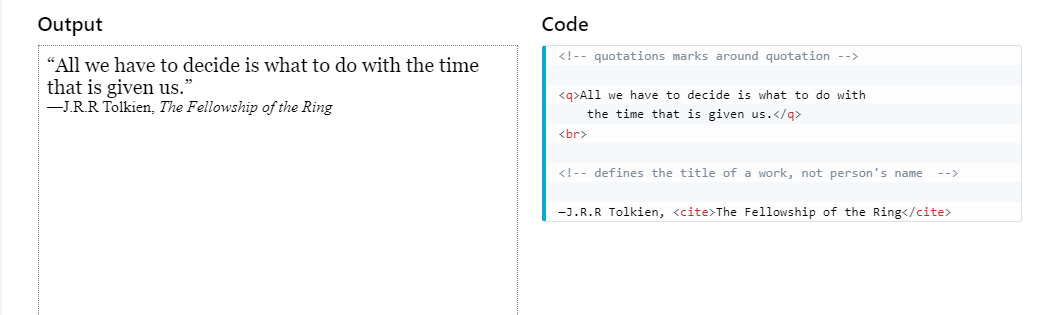 Output
“All we have to decide is what to do with the time
that is given us.”
—J.R.R Tolkien, The Fellowship of the Ring
Code
<!-- quotations marks around quotation -->
<q>All we have to decide is what to do with
the time that is given us.</q>
<br>
<!-- defines the title of a work, not person's name  -->
—J.R.R Tolkien, <cite>The Fellowship of the Ring</cite>